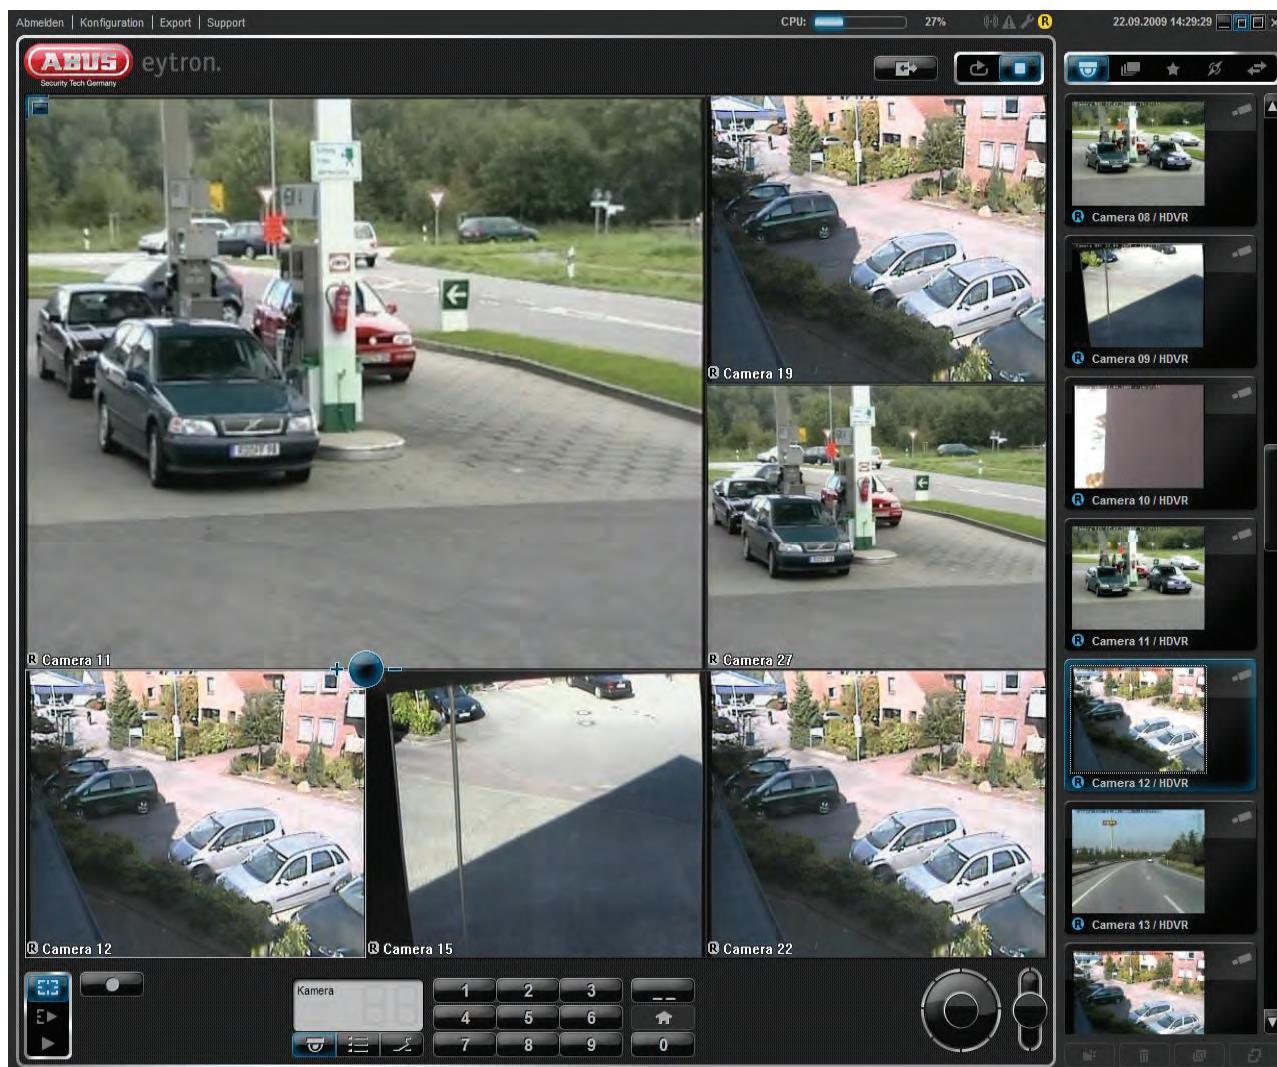 Abmelden | Konfiguration | Export | Support
CPU: 27% R 22.09.2009 14:29:29
ABUS eytron.
Security Tech Germany
R Camera 11
R Camera 19
R Camera 27
R Camera 12
R Camera 15
R Camera 22
R Camera 08 / HDVR
R Camera 09 / HDVR
R Camera 10 / HDVR
R Camera 11 / HDVR
R Camera 12 / HDVR
R Camera 13 / HDVR
Kamera
1 2 3 _ _
4 5 6
7 8 9 0